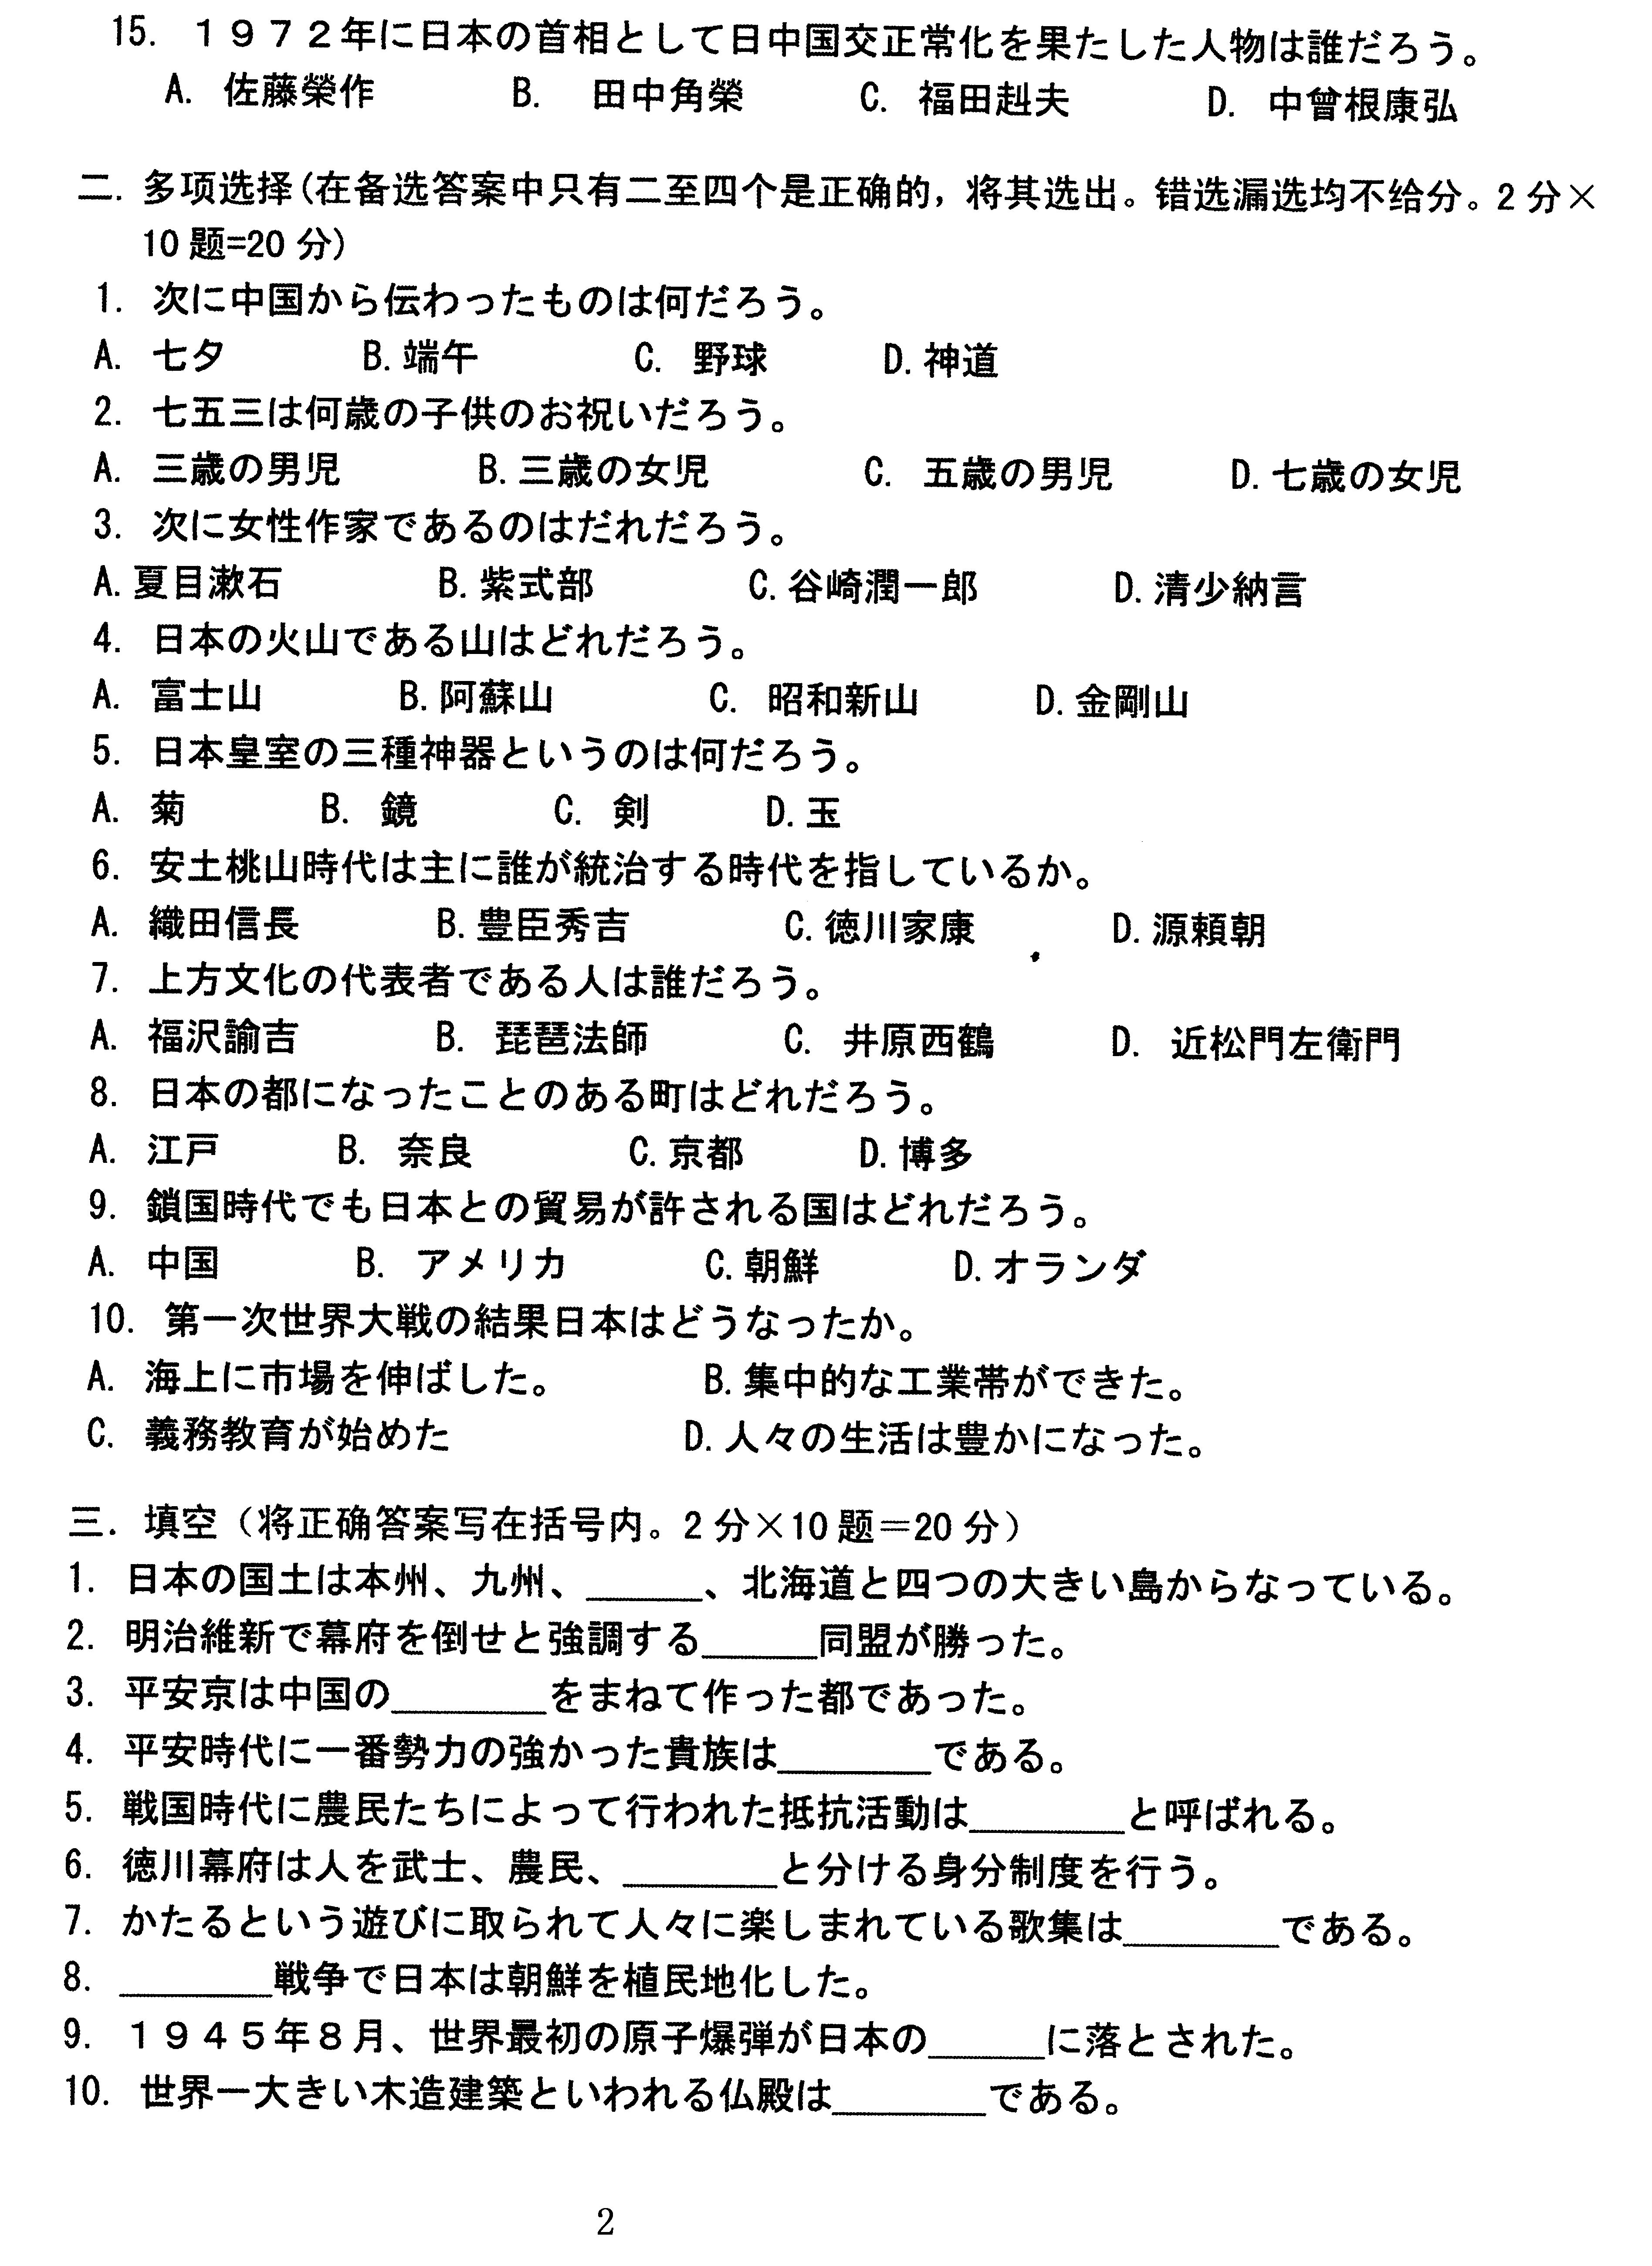 15. １９７２年に日本の首相として日中国交正常化を果たした人物は誰だろう。
A. 佐藤榮作 B. 田中角榮 C. 福田赳夫 D. 中曾根康弘
二. 多项选择(在备选答案中只有二至四个是正确的，将其选出。错选漏选均不给分。2 分×
10 题=20 分)
1. 次に中国から伝わったものは何だろう。
A. 七夕 B.端午 C. 野球 D.神道
2. 七五三は何歳の子供のお祝いだろう。
A. 三歳の男児 B.三歳の女児 C. 五歳の男児 D.七歳の女児
3. 次に女性作家であるのはだれだろう。
A.夏目漱石 B.紫式部 C.谷崎潤一郎 D.清少納言
4. 日本の火山である山はどれだろう。
A. 富士山 B.阿蘇山 C. 昭和新山 D.金剛山
5. 日本皇室の三種神器というのは何だろう。
A. 菊 B. 鏡 C. 剣 D.玉
6. 安土桃山時代は主に誰が統治する時代を指しているか。
A. 織田信長 B.豊臣秀吉 C.徳川家康 D.源頼朝
7. 上方文化の代表者である人は誰だろう。
A. 福沢諭吉 B. 琵琶法師 C. 井原西鶴 D. 近松門左衛門
8. 日本の都になったことのある町はどれだろう。
A. 江戸 B. 奈良 C.京都 D.博多
9. 鎖国時代でも日本との貿易が許される国はどれだろう。
A. 中国 B. アメリカ C.朝鮮 D.オランダ
10. 第一次世界大戦の結果日本はどうなったか。
A. 海上に市場を伸ばした。 B.集中的な工業帯ができた。
C. 義務教育が始めた D.人々の生活は豊かになった。
三. 填空（将正确答案写在括号内。2 分×10 题＝20 分）
1. 日本の国土は本州、九州、______、北海道と四つの大きい島からなっている。
2. 明治維新で幕府を倒せと強調する______同盟が勝った。
3. 平安京は中国の________をまねて作った都であった。
4. 平安時代に一番勢力の強かった貴族は________である。
5. 戦国時代に農民たちによって行われた抵抗活動は________と呼ばれる。
6. 徳川幕府は人を武士、農民、________と分ける身分制度を行う。
7. かたるという遊びに取られて人々に楽しまれている歌集は________である。
8. ________戦争で日本は朝鮮を植民地化した。
9. １９４５年８月、世界最初の原子爆弾が日本の______に落とされた。
10. 世界一大きい木造建築といわれる仏殿は________である。
2